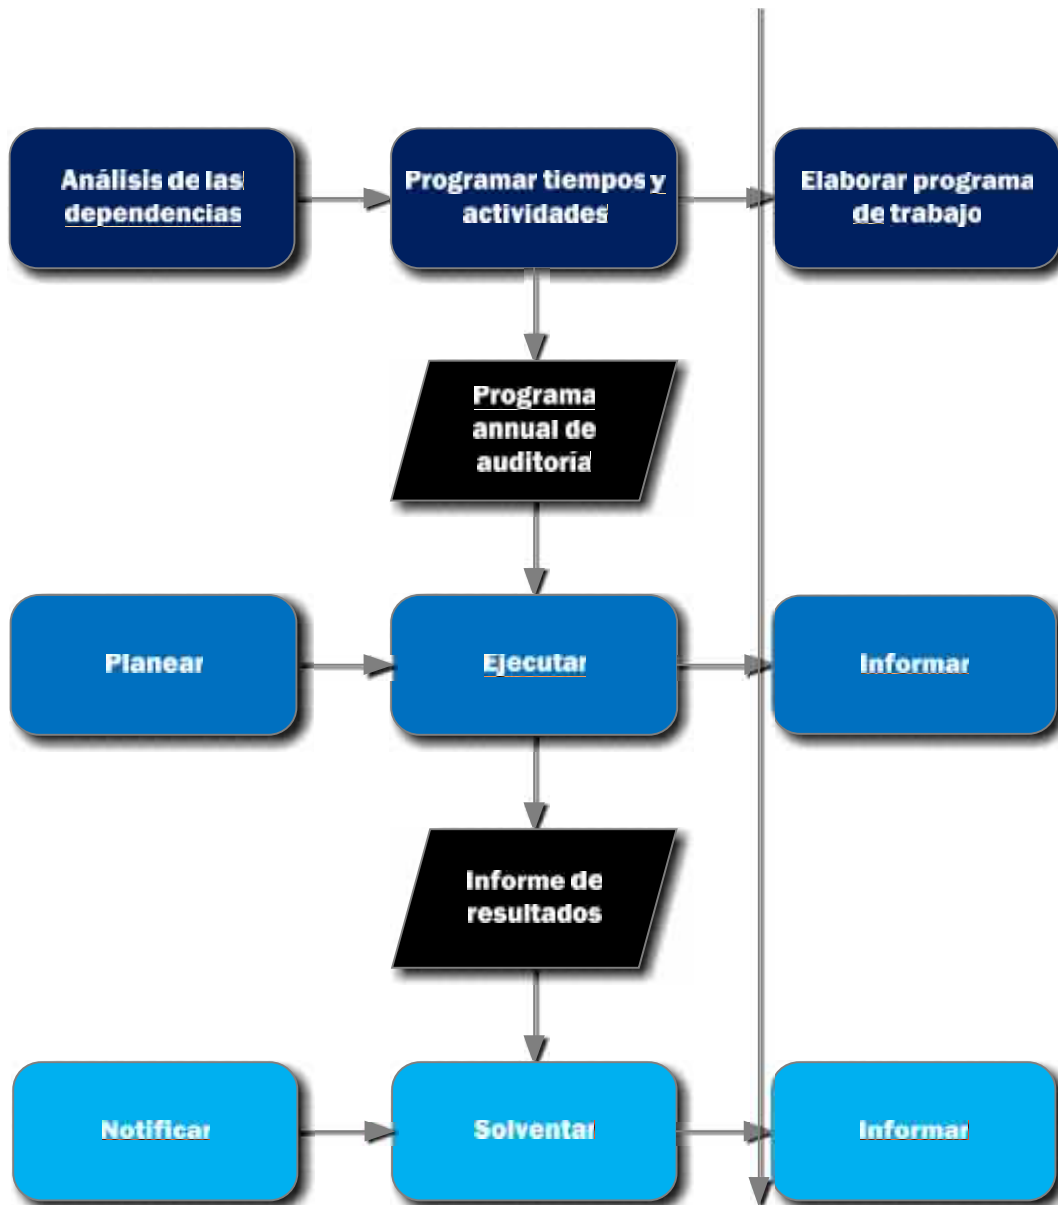 Análisis de las
dependencias
Programar tiempos y
actividades
Elaborar programa
de trabajo
Programa
annual de
auditoría
Planear
Ejecutar
Informar
Informe de
resultados
Notificar
Solventar
Informar